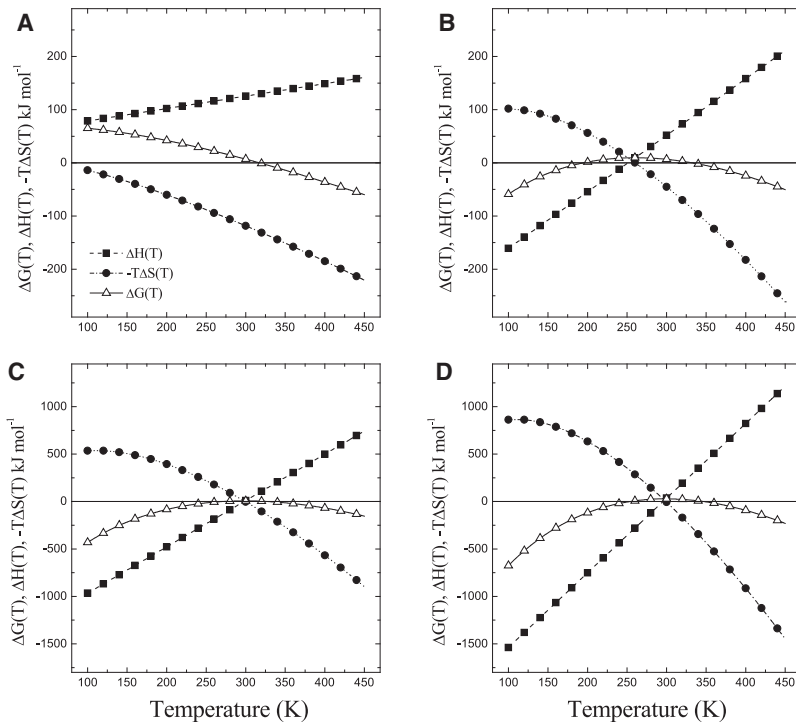 A
ΔG(T), ΔH(T), -TΔS(T) kJ mol⁻¹
200
100
0
-100
-200
ΔH(T)
-TΔS(T)
ΔG(T)
100 150 200 250 300 350 400 450
B
ΔG(T), ΔH(T), -TΔS(T) kJ mol⁻¹
200
100
0
-100
-200
100 150 200 250 300 350 400 450
C
ΔG(T), ΔH(T), -TΔS(T) kJ mol⁻¹
1000
500
0
-500
-1000
-1500
100 150 200 250 300 350 400 450
Temperature (K)
D
ΔG(T), ΔH(T), -TΔS(T) kJ mol⁻¹
1000
500
0
-500
-1000
-1500
100 150 200 250 300 350 400 450
Temperature (K)